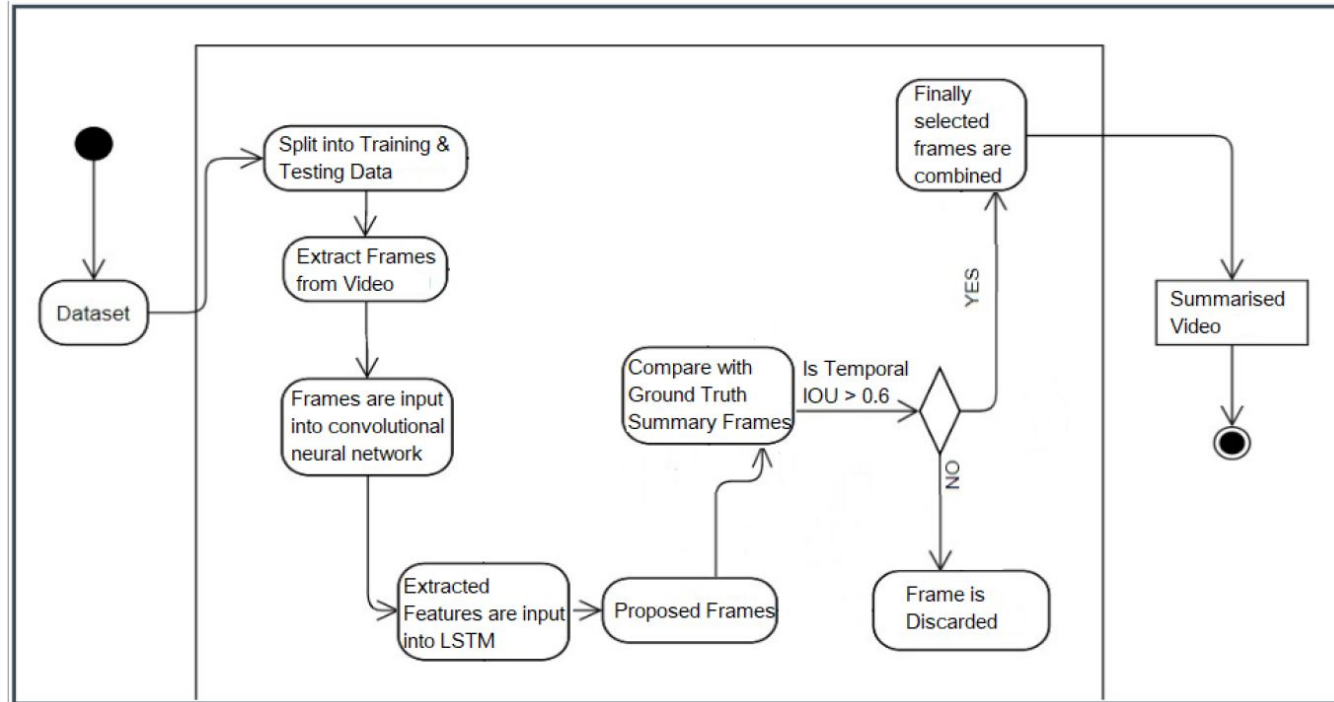 Dataset
Split into Training &
Testing Data
Extract Frames
from Video
Frames are input
into convolutional
neural network
Extracted
Features are input
into LSTM
Proposed Frames
Compare with
Ground Truth
Summary Frames
Is Temporal
IOU > 0.6
YES
NO
Frame is
Discarded
Finally
selected
frames are
combined
Summarised
Video